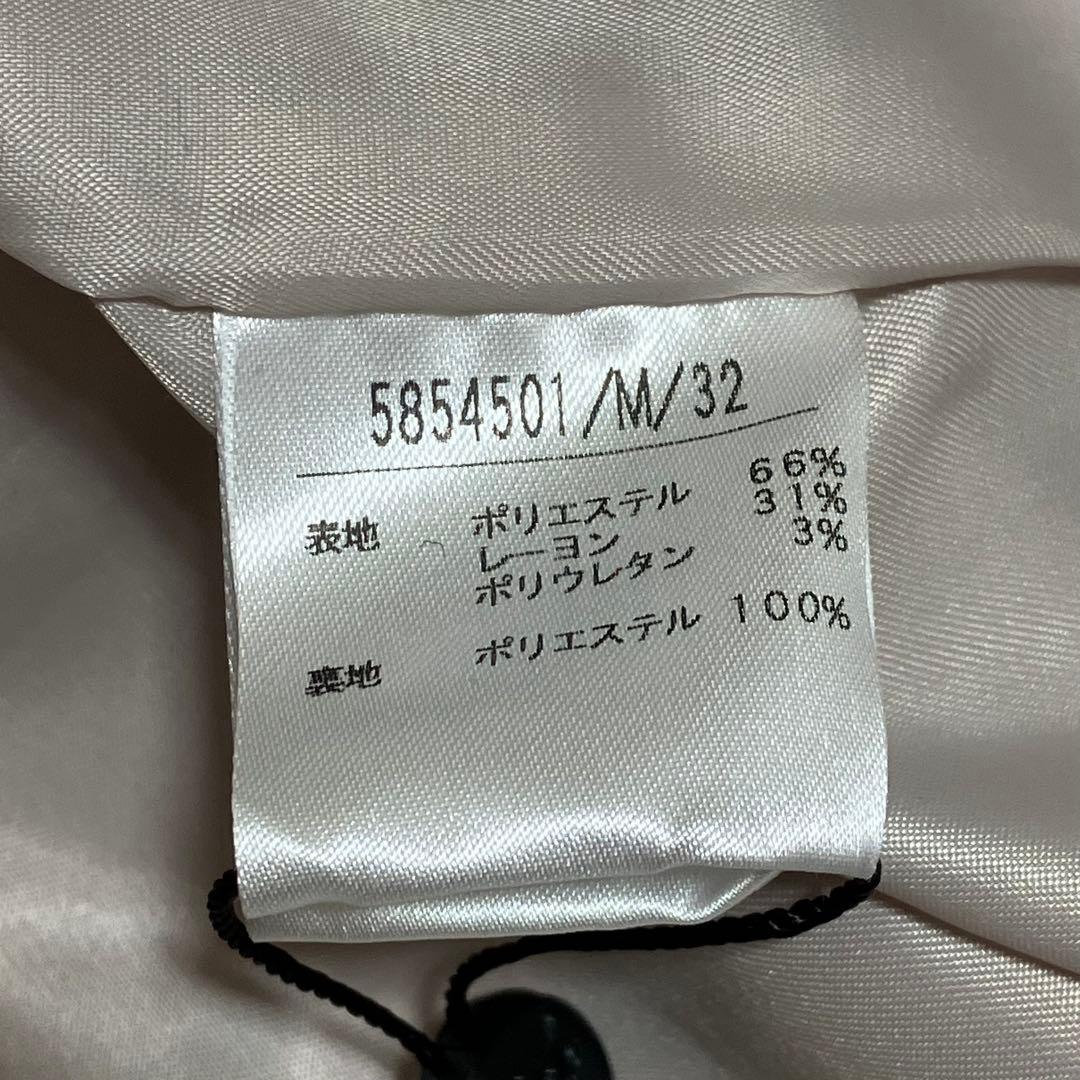 5854501/M/32
表地 ポリエステル 66%
レーヨン 31%
ポリウレタン 3%
裏地 ポリエステル 100%